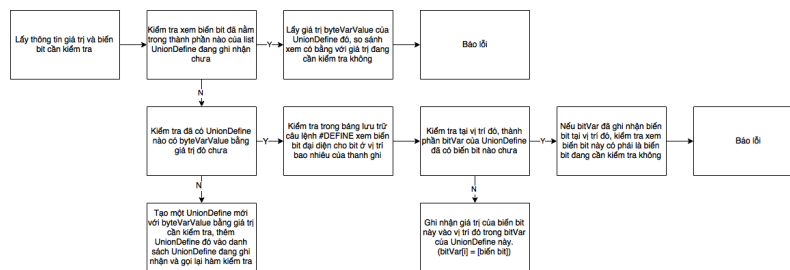 Lấy thông tin giá trị và biến
bit cần kiểm tra
Kiểm tra xem biến bit đã nằm
trong thành phần nào của list
UnionDefine đang ghi nhận
chưa
Y
Lấy giá trị byteVarValue của
UnionDefine đó, so sánh
xem có bằng với giá trị đang
cần kiểm tra không
Báo lỗi
N
Kiểm tra đã có UnionDefine
nào có byteVarValue bằng
giá trị đó chưa
Y
Kiểm tra trong bảng lưu trữ
câu lệnh #DEFINE xem biến
bit đại diện cho bit ở vị trí
bao nhiêu của thanh ghi
Kiểm tra tại vị trí đó, thành
phần bitVar của UnionDefine
đã có biến bit nào chưa
Y
Nếu bitVar đã ghi nhận biến
bit tại vị trí đó, kiểm tra xem
biến bit này có phải là biến
bit đang cần kiểm tra không
Báo lỗi
N
N
Tạo một UnionDefine mới
với byteVarValue bằng giá trị
cần kiểm tra, thêm
UnionDefine đó vào danh
sách UnionDefine đang ghi
nhận và gọi lại hàm kiểm tra
Ghi nhận giá trị của biến bit
này vào vị trí đó trong bitVar
của UnionDefine này.
(bitVar[i] = [biến bit])